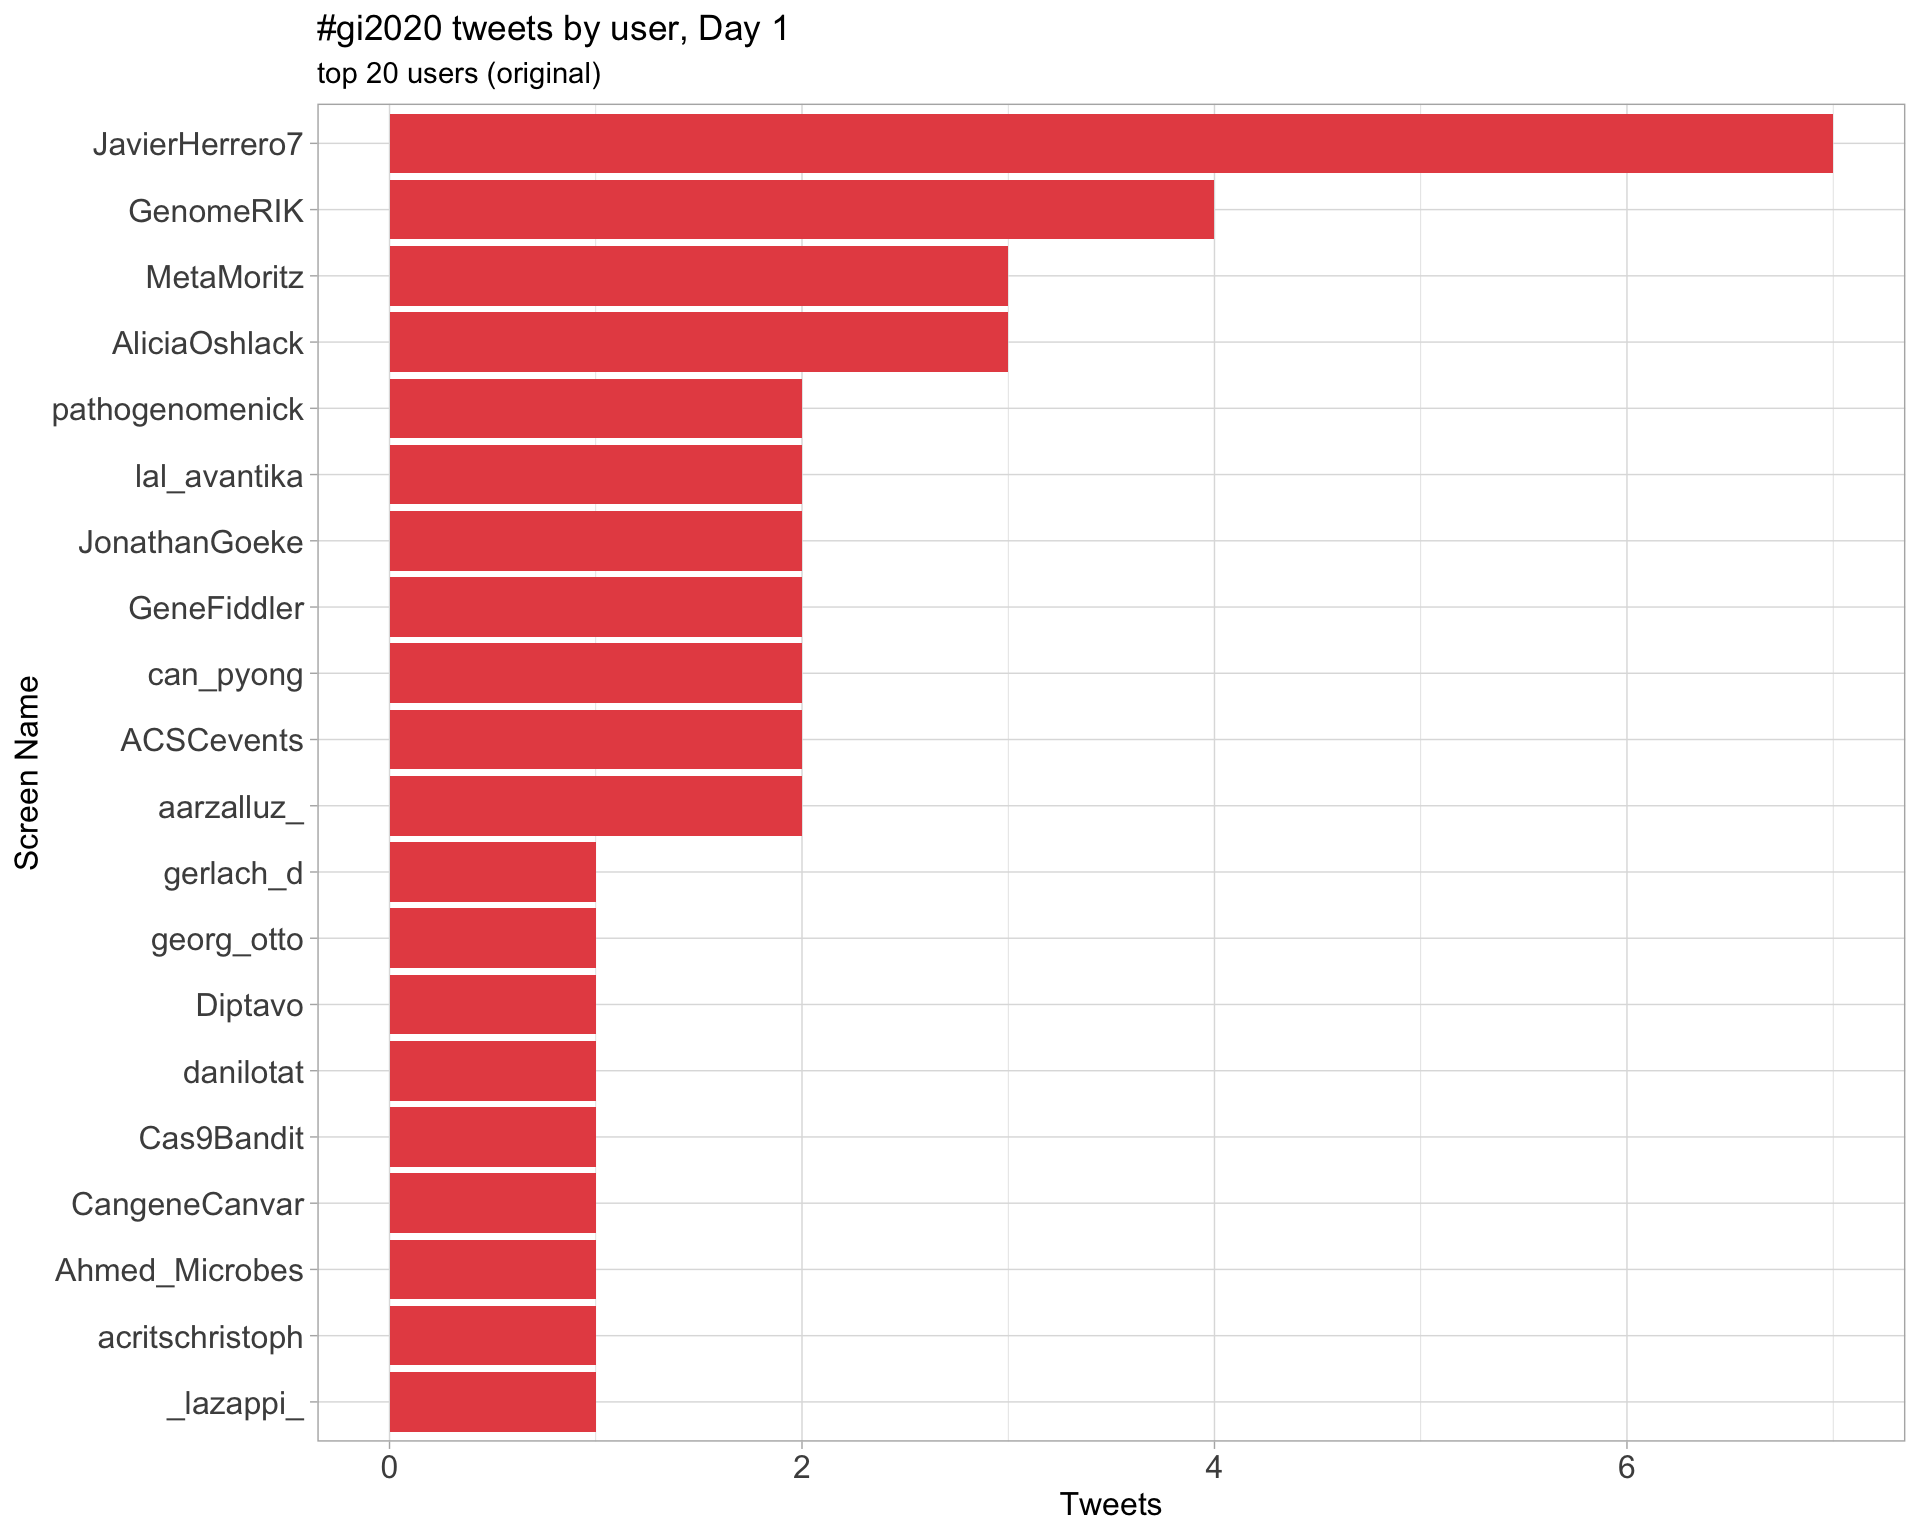 #gi2020 tweets by user, Day 1
top 20 users (original)
JavierHerrero7
GenomeRIK
MetaMoritz
AliciaOshlack
pathogenomenick
lal_avantika
JonathanGoeke
GeneFiddler
can_pyong
ACSCevents
aarzalluz_
gerlach_d
georg_otto
Diptavo
danilotat
Cas9Bandit
CangeneCanvar
Ahmed_Microbes
acritschristoph
_lazappi_
Screen Name
0 2 4 6
Tweets